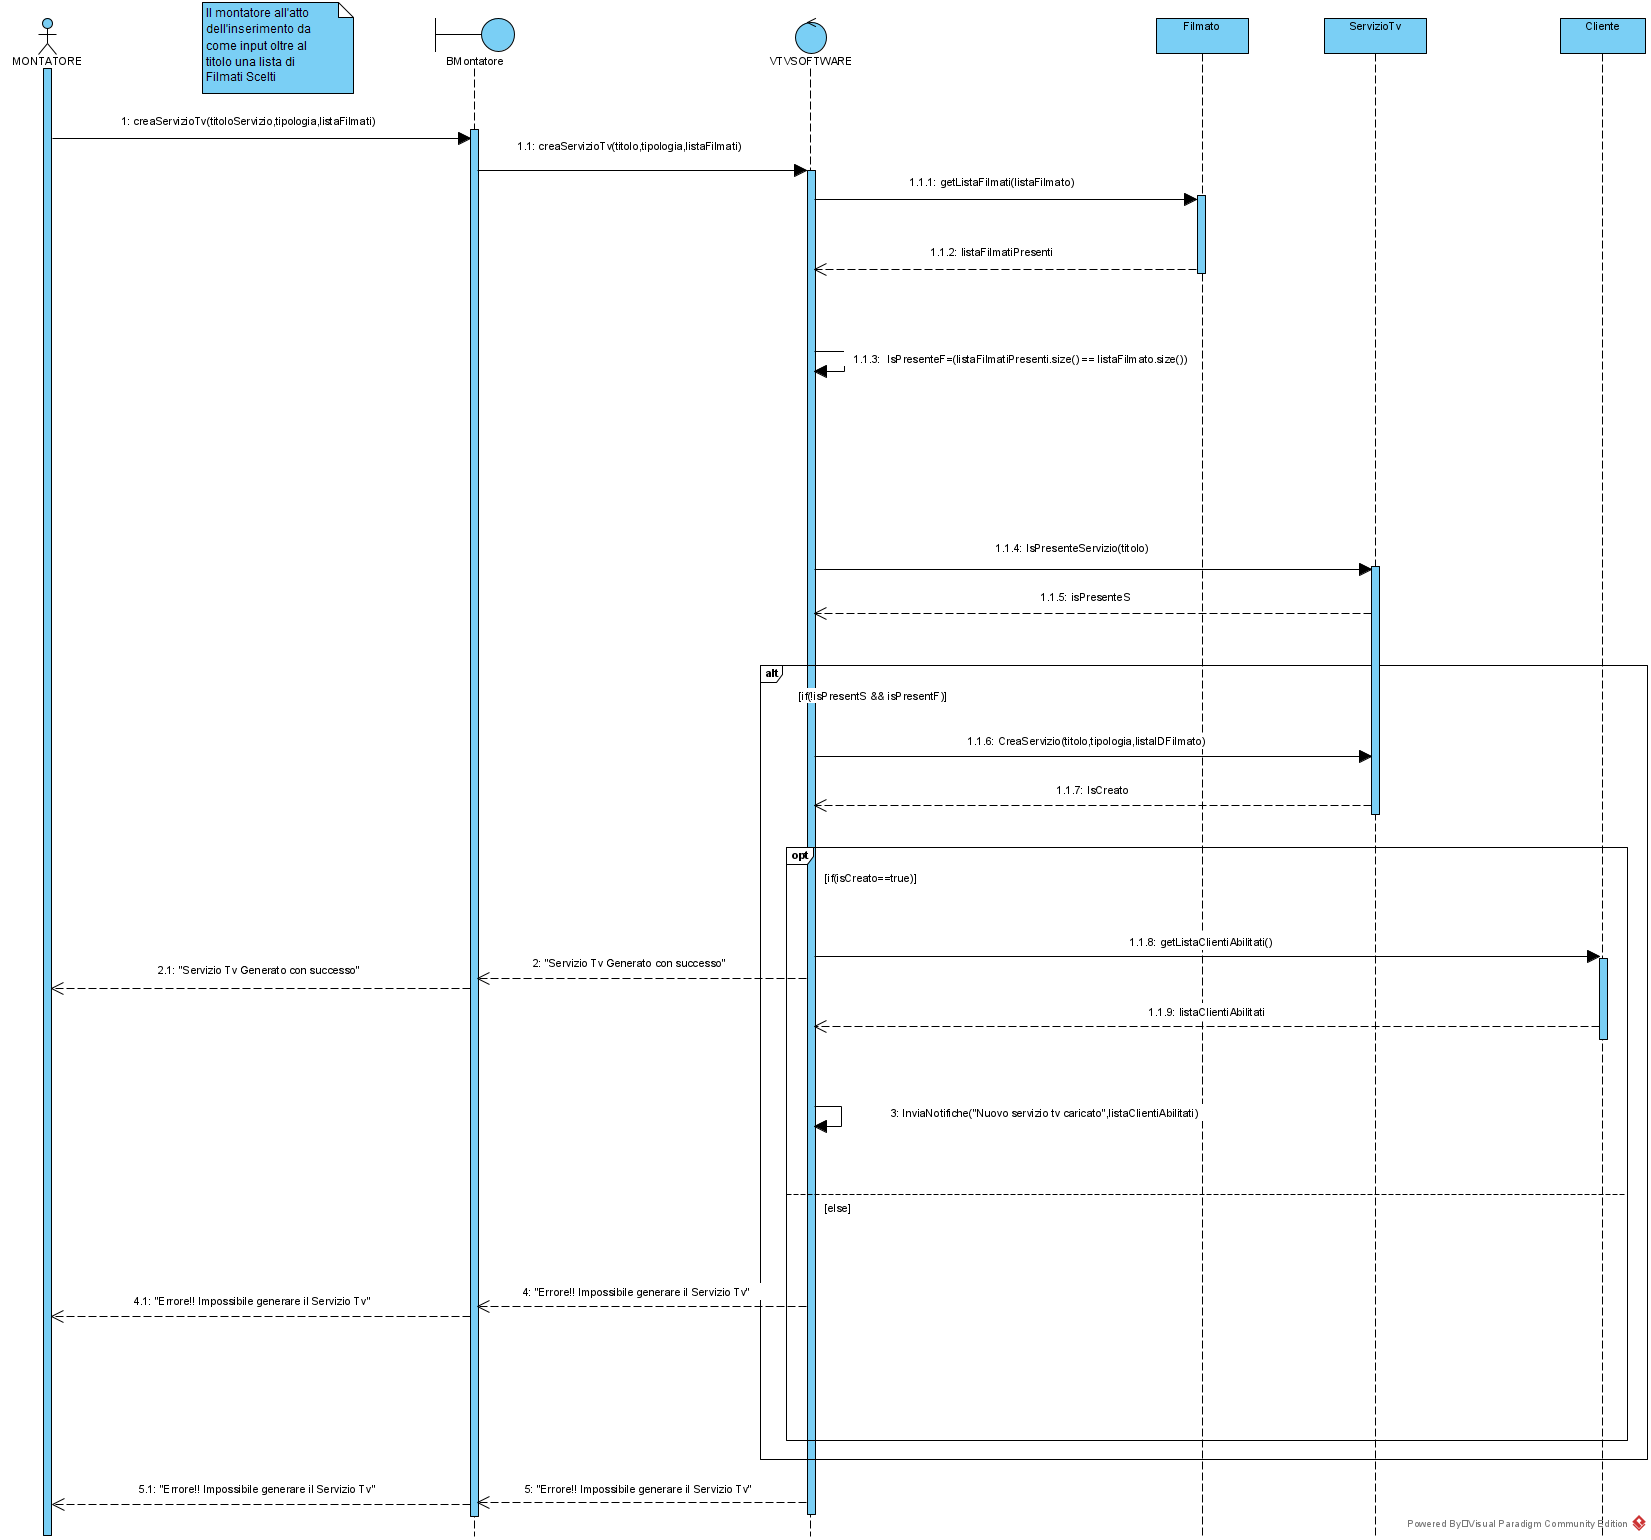 Il montatore all'atto
dell'inserimento da
come input oltre al
titolo una lista di
Filmati Scelti
MONTATORE
BMontatore
VTVSOFTWARE
Filmato
ServizioTv
Cliente
1: creaServizioTv(titoloServizio,tipologia,listaFilmati)
1.1: creaServizioTv(titolo,tipologia,listaFilmati)
1.1.1: getListaFilmati(listaFilmato)
1.1.2: listaFilmatiPresenti
1.1.3: IsPresenteF=(listaFilmatiPresenti.size() == listaFilmato.size())
1.1.4: IsPresenteServizio(titolo)
1.1.5: isPresenteS
alt
[if(!isPresentS && isPresentF)]
1.1.6: CreaServizio(titolo,tipologia,listaIDFilmato)
1.1.7: IsCreato
opt
[if(isCreato==true)]
1.1.8: getListaClientiAbilitati()
2: "Servizio Tv Generato con successo"
2.1: "Servizio Tv Generato con successo"
1.1.9: listaClientiAbilitati
3: InviaNotifiche("Nuovo servizio tv caricato",listaClientiAbilitati)
[else]
4: "Errore!! Impossibile generare il Servizio Tv"
4.1: "Errore!! Impossibile generare il Servizio Tv"
5: "Errore!! Impossibile generare il Servizio Tv"
5.1: "Errore!! Impossibile generare il Servizio Tv"
Powered By Visual Paradigm Community Edition